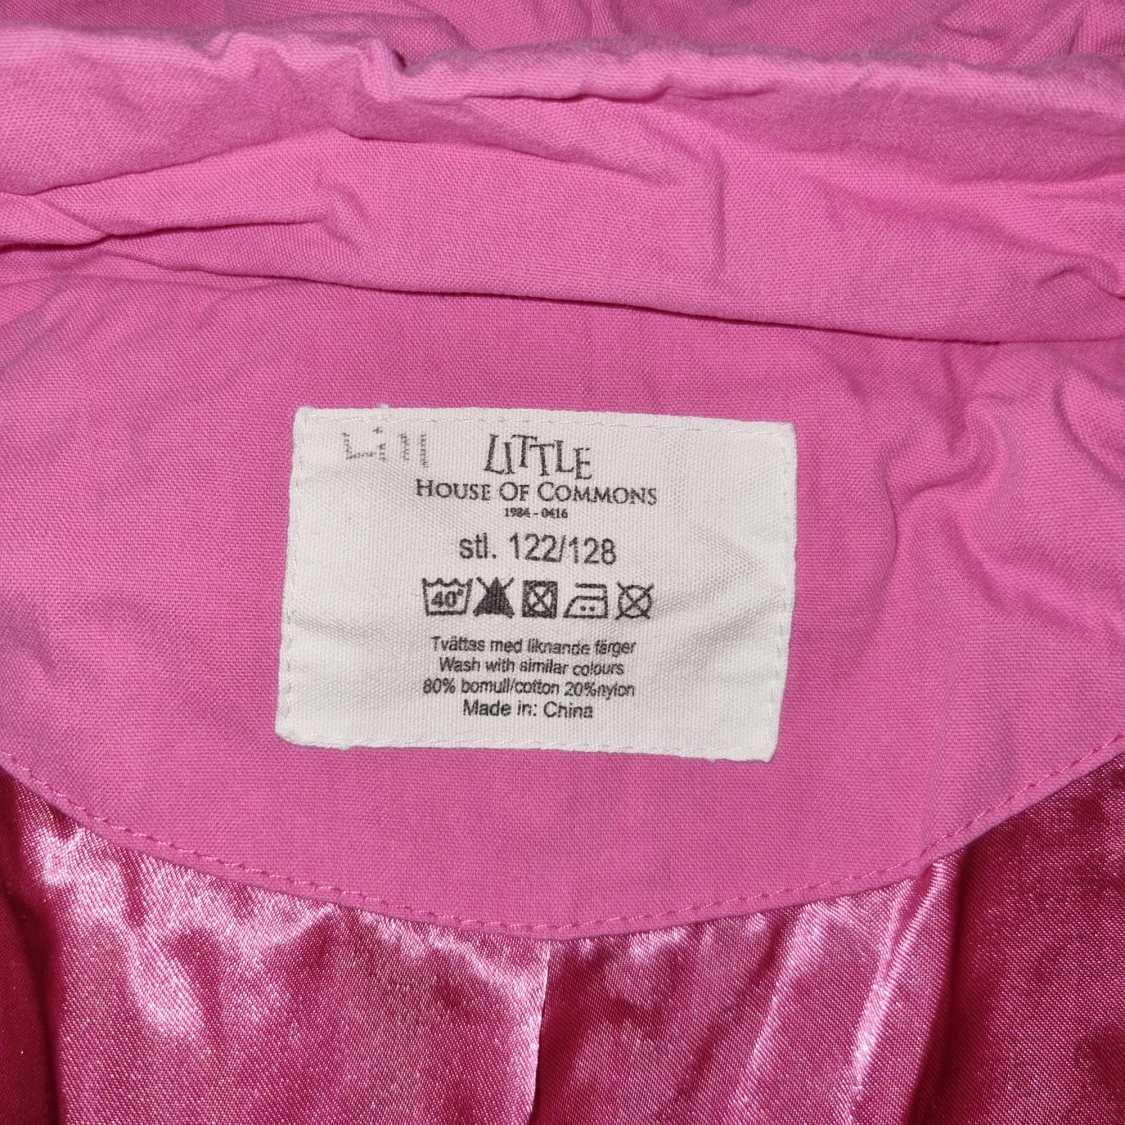 Lill
LITTLE
HOUSE OF COMMONS
1984 - 0416
stl. 122/128
40°
Tvättas med liknande färger
Wash with similar colours
80% bomull/cotton 20%nylon
Made in: China